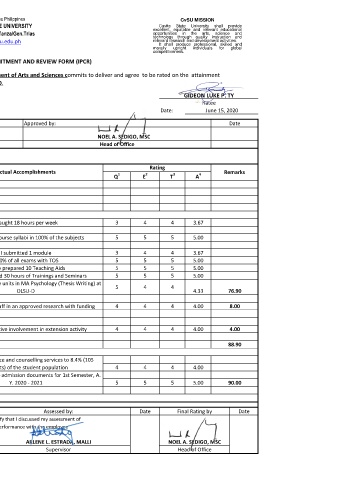 e Philippines
E UNIVERSITY
anza/Gen.Trias
u.edu.ph
CvSU MISSION
Cavite State University shall provide
excellent, equitable and relevant educational
opportunities in the arts, science and
technology through quality instruction and
relevant research and development activities.
It shall produce professional, skilled and
morally upright individuals for global
competitiveness.
MITMENT AND REVIEW FORM (IPCR)
ent of Arts and Sciences commits to deliver and agree to be rated on the attainment
0.
GIDEON LUKE P. TY
Ratee
Date: June 15, 2020
Approved by: Date
NOEL A. SEDIGO, MSC
Head of Office
ctual Accomplishments Rating Remarks
Q1 E2 T3 A4
ught 18 hours per week 3 4 4 3.67
ourse syllabi in 100% of the subjects 5 5 5 5.00
l submitted 1 module 3 4 4 3.67
0% of all exams with TOS 5 5 5 5.00
prepared 10 Teaching Aids 5 5 5 5.00
d 30 hours of Trainings and Seminars 5 5 5 5.00
units in MA Psychology (Thesis Writing) at
DLSU-D 5 4 4 4.33 76.90
aff in an approved research with funding 4 4 4 4.00 8.00
tive involvement in extension activity 4 4 4 4.00 4.00
88.90
ce and counselling services to 8.4% (105
ts) of the student population 4 4 4 4.00
admission documents for 1st Semester, A.
Y. 2020 - 2021 5 5 5 5.00 90.00
Assessed by: Date Final Rating by Date
fy that I discussed my assessment of
erformance with the employee
ARLENE L. ESTRADA, MALLI NOEL A. SEDIGO, MSC
Supervisor Head of Office